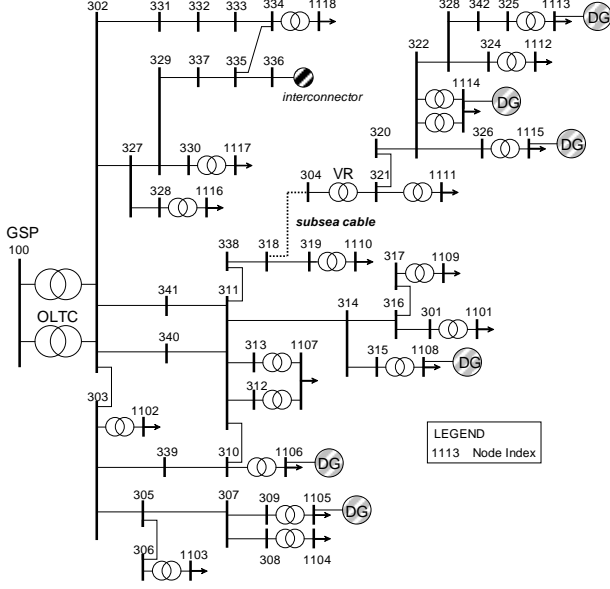 302 331 332 333 334 1118
328 342 325 1113 DG
329 337 335 336
interconnector
322 324 1112
1114 DG
320 326 1115 DG
327 330 1117
328 1116
304 VR 321 1111
subsea cable
GSP
100
OLTC
338 318 319 1110
317 1109
341 311
314 316 301 1101
340 313 1107
315 1108 DG
312
303 1102
339 310 1106 DG
LEGEND
1113 Node Index
305 307 309 1105 DG
306 1103 308 1104